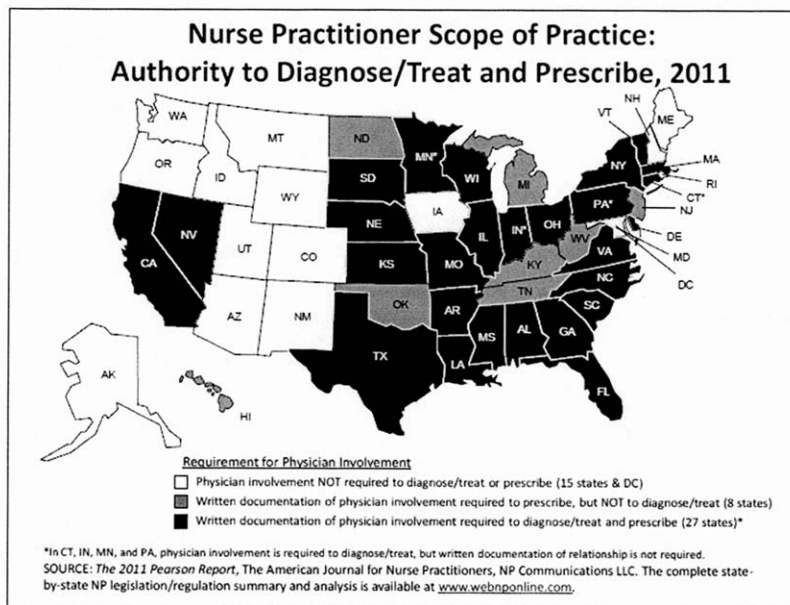 Nurse Practitioner Scope of Practice:
Authority to Diagnose/Treat and Prescribe, 2011
WA
MT
ND
MN*
VT
NH
ME
OR
ID
WY
SD
WI
MI
NY
MA
RI
CT*
NJ
NV
UT
CO
NE
IA
IL
IN*
OH
PA*
DE
MD
DC
CA
KS
MO
KY
WV
VA
NC
AZ
NM
OK
AR
TN
SC
TX
LA
MS
AL
GA
FL
AK
HI
Requirement for Physician Involvement
Physician involvement NOT required to diagnose/treat or prescribe (15 states & DC)
Written documentation of physician involvement required to prescribe, but NOT to diagnose/treat (8 states)
Written documentation of physician involvement required to diagnose/treat and prescribe (27 states)*
*In CT, IN, MN, and PA, physician involvement is required to diagnose/treat, but written documentation of relationship is not required.
SOURCE: The 2011 Pearson Report, The American Journal for Nurse Practitioners, NP Communications LLC. The complete state-
by-state NP legislation/regulation summary and analysis is available at www.webnponline.com.